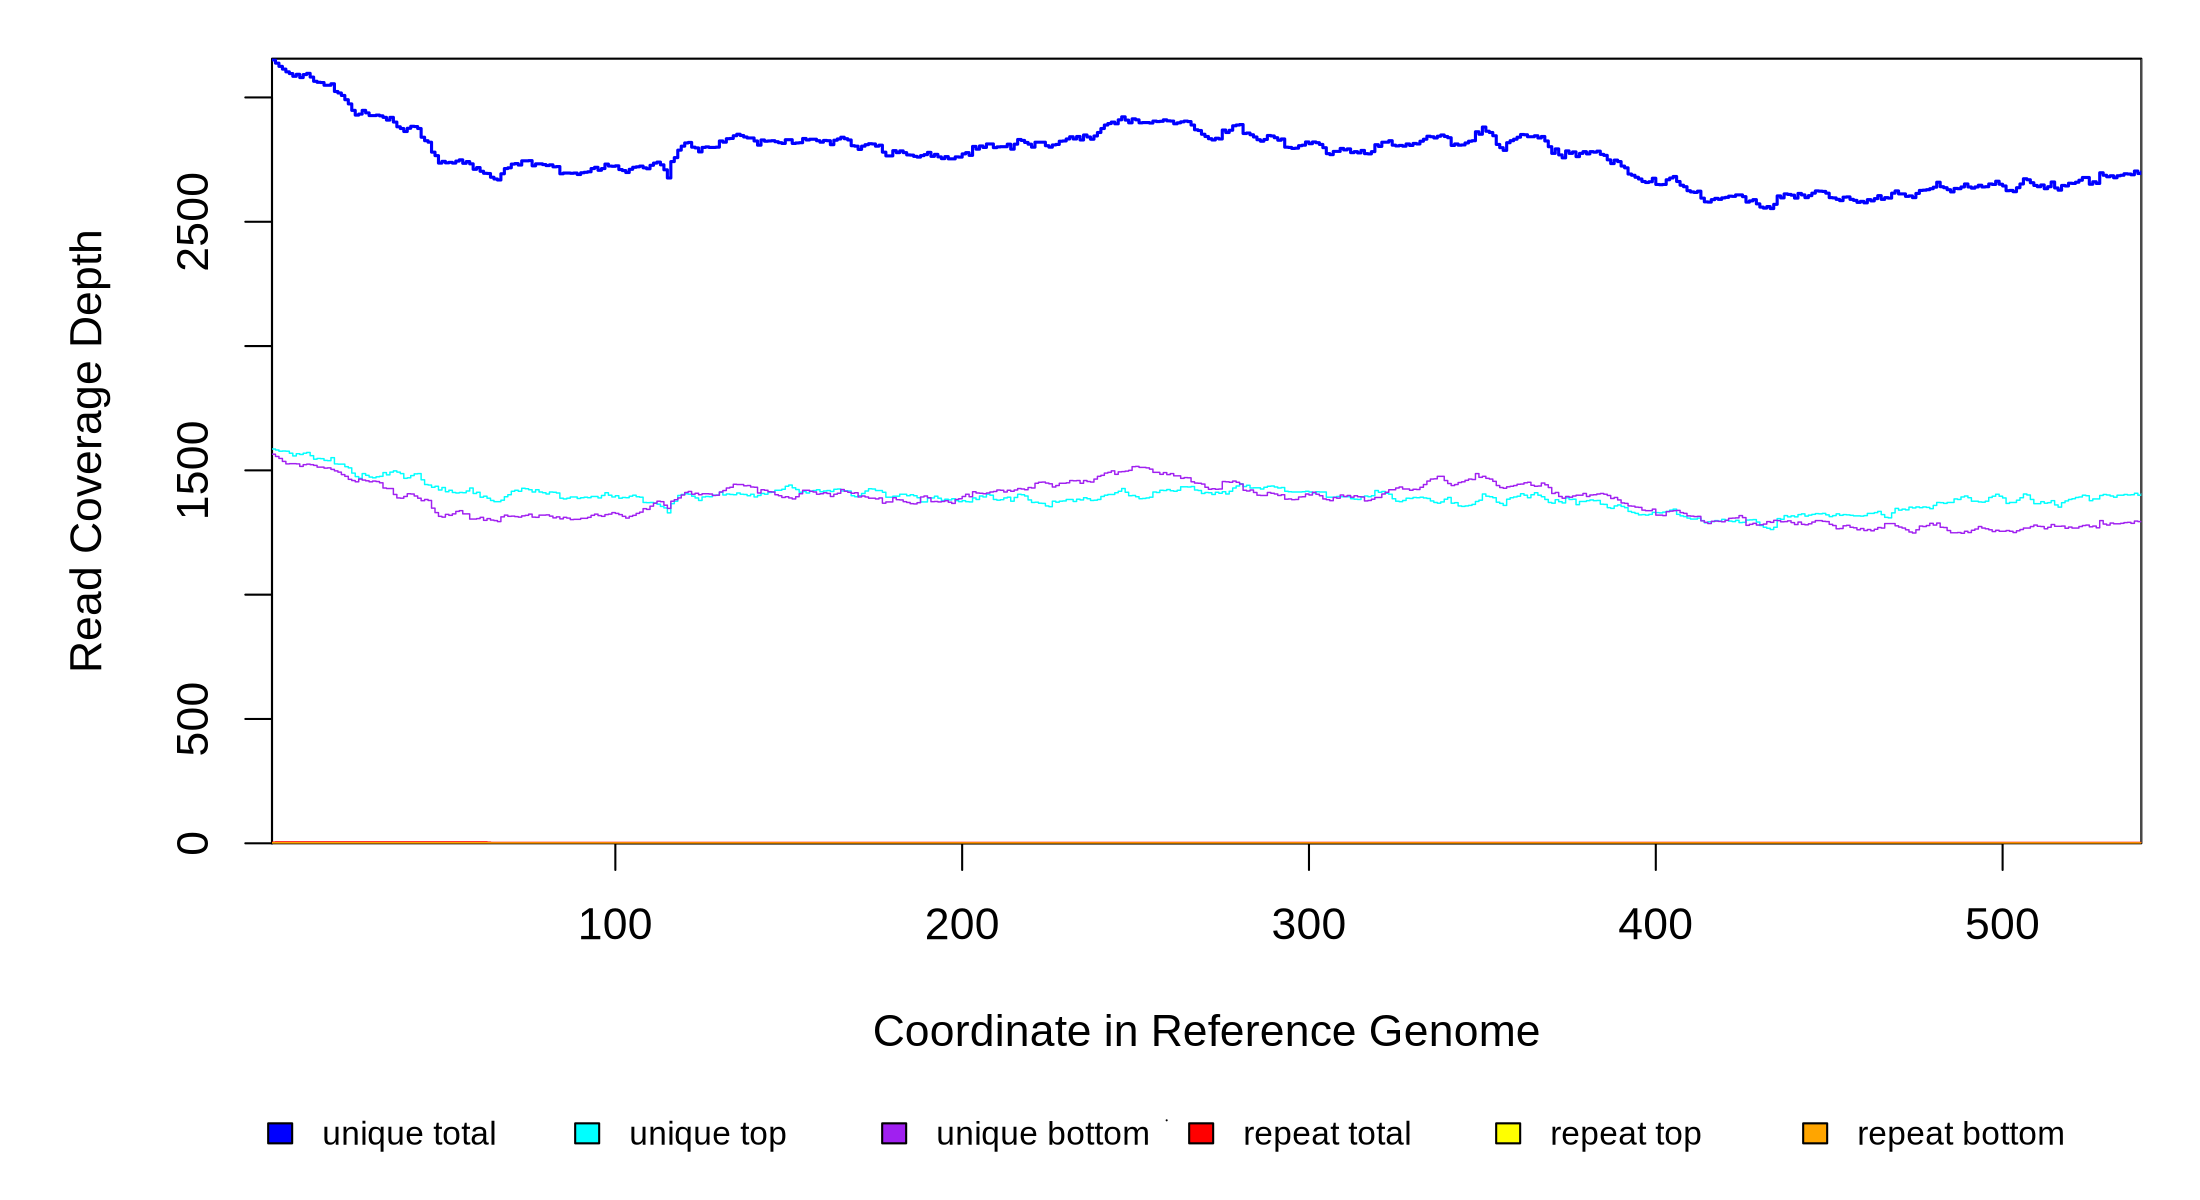 Read Coverage Depth
2500
1500
500
0
100 200 300 400 500
Coordinate in Reference Genome
unique total unique top unique bottom repeat total repeat top repeat bottom